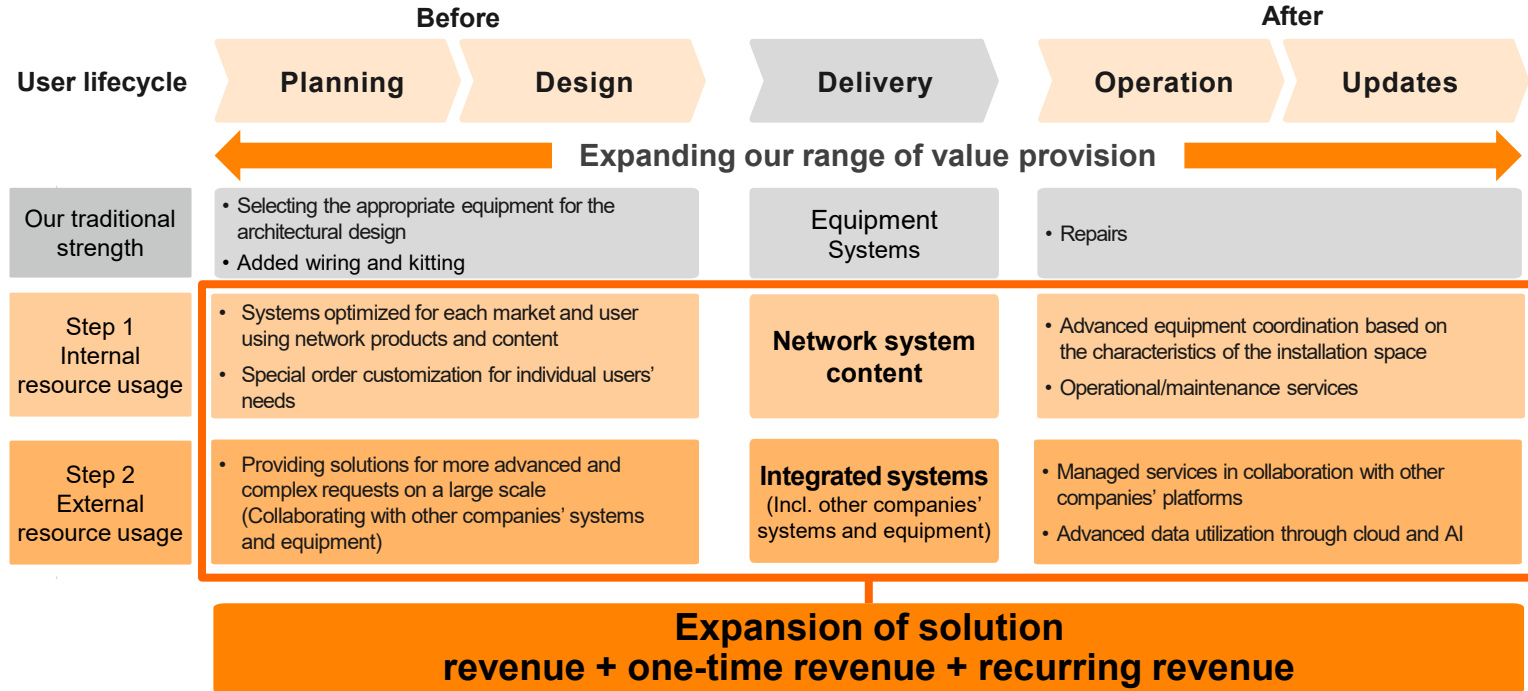 Before
After
User lifecycle
Planning
Design
Delivery
Operation
Updates
Expanding our range of value provision
Our traditional
strength
• Selecting the appropriate equipment for the
architectural design
• Added wiring and kitting
Equipment
Systems
• Repairs
Step 1
Internal
resource usage
• Systems optimized for each market and user
using network products and content
• Special order customization for individual users’
needs
Network system
content
• Advanced equipment coordination based on
the characteristics of the installation space
• Operational/maintenance services
Step 2
External
resource usage
• Providing solutions for more advanced and
complex requests on a large scale
(Collaborating with other companies’ systems
and equipment)
Integrated systems
(Incl. other companies’
systems and equipment)
• Managed services in collaboration with other
companies’ platforms
• Advanced data utilization through cloud and AI
Expansion of solution
revenue + one-time revenue + recurring revenue